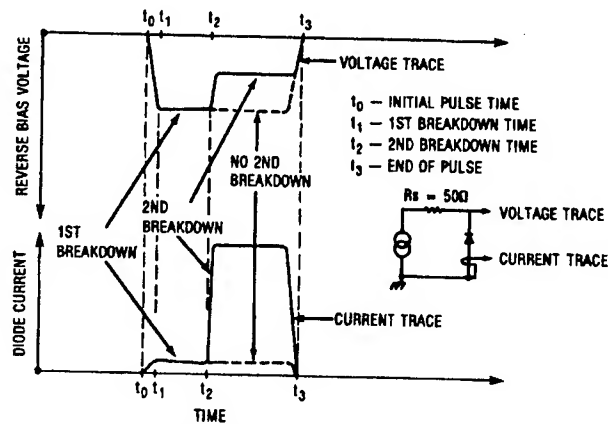 t0 t1 t2 t3
REVERSE BIAS VOLTAGE
VOLTAGE TRACE
t0 — INITIAL PULSE TIME
t1 — 1ST BREAKDOWN TIME
t2 — 2ND BREAKDOWN TIME
t3 — END OF PULSE
NO 2ND
BREAKDOWN
2ND
BREAKDOWN
1ST
BREAKDOWN
Rs = 50Ω
VOLTAGE TRACE
CURRENT TRACE
DIODE CURRENT
CURRENT TRACE
t0 t1 t2 t3
TIME